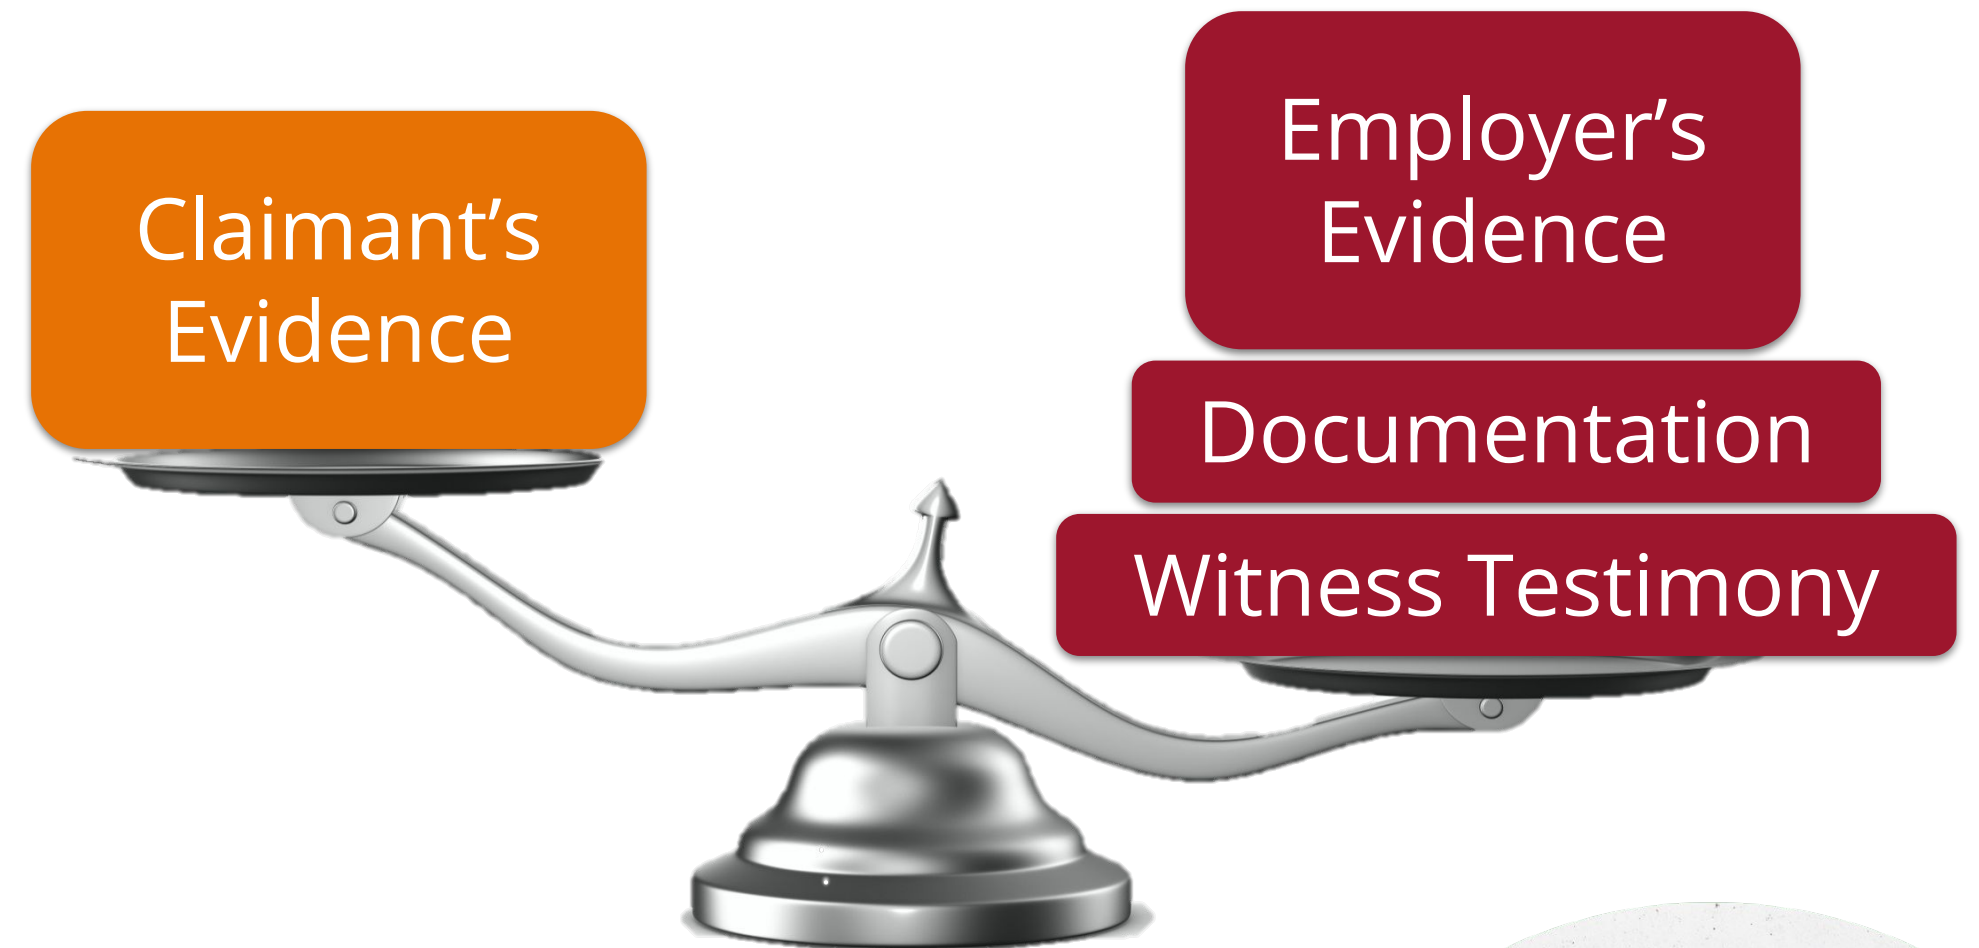 Claimant’s
Evidence
Employer’s
Evidence
Documentation
Witness Testimony